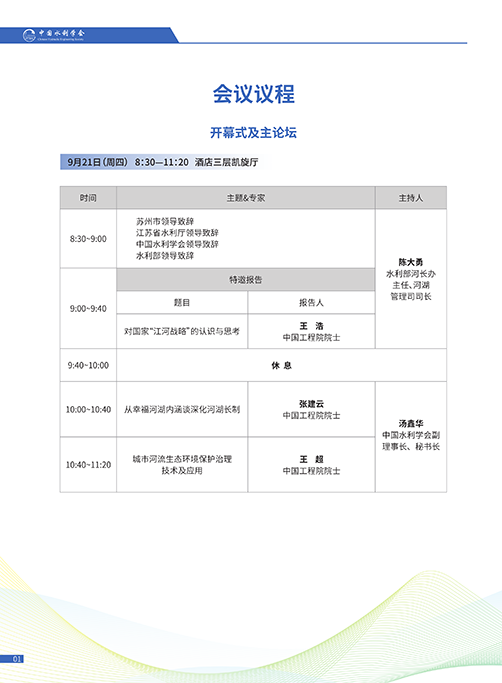 中国水利学会
会议议程
开幕式及主论坛
9月21日（周四） 8:30—11:20 酒店三层凯旋厅
时间 主题&专家 主持人
8:30~9:00
苏州市领导致辞
江苏省水利厅领导致辞
中国水利学会领导致辞
水利部领导致辞
陈大勇
水利部河长办
主任、河湖
管理司司长
9:00~9:40
特邀报告
题目 报告人
对国家“江河战略”的认识与思考
王 浩
中国工程院院士
9:40~10:00 休 息
10:00~10:40 从幸福河湖内涵谈深化河湖长制
张建云
中国工程院院士
汤鑫华
中国水利学会副
理事长、秘书长
10:40~11:20
城市河流生态环境保护治理
技术及应用
王 超
中国工程院院士
01